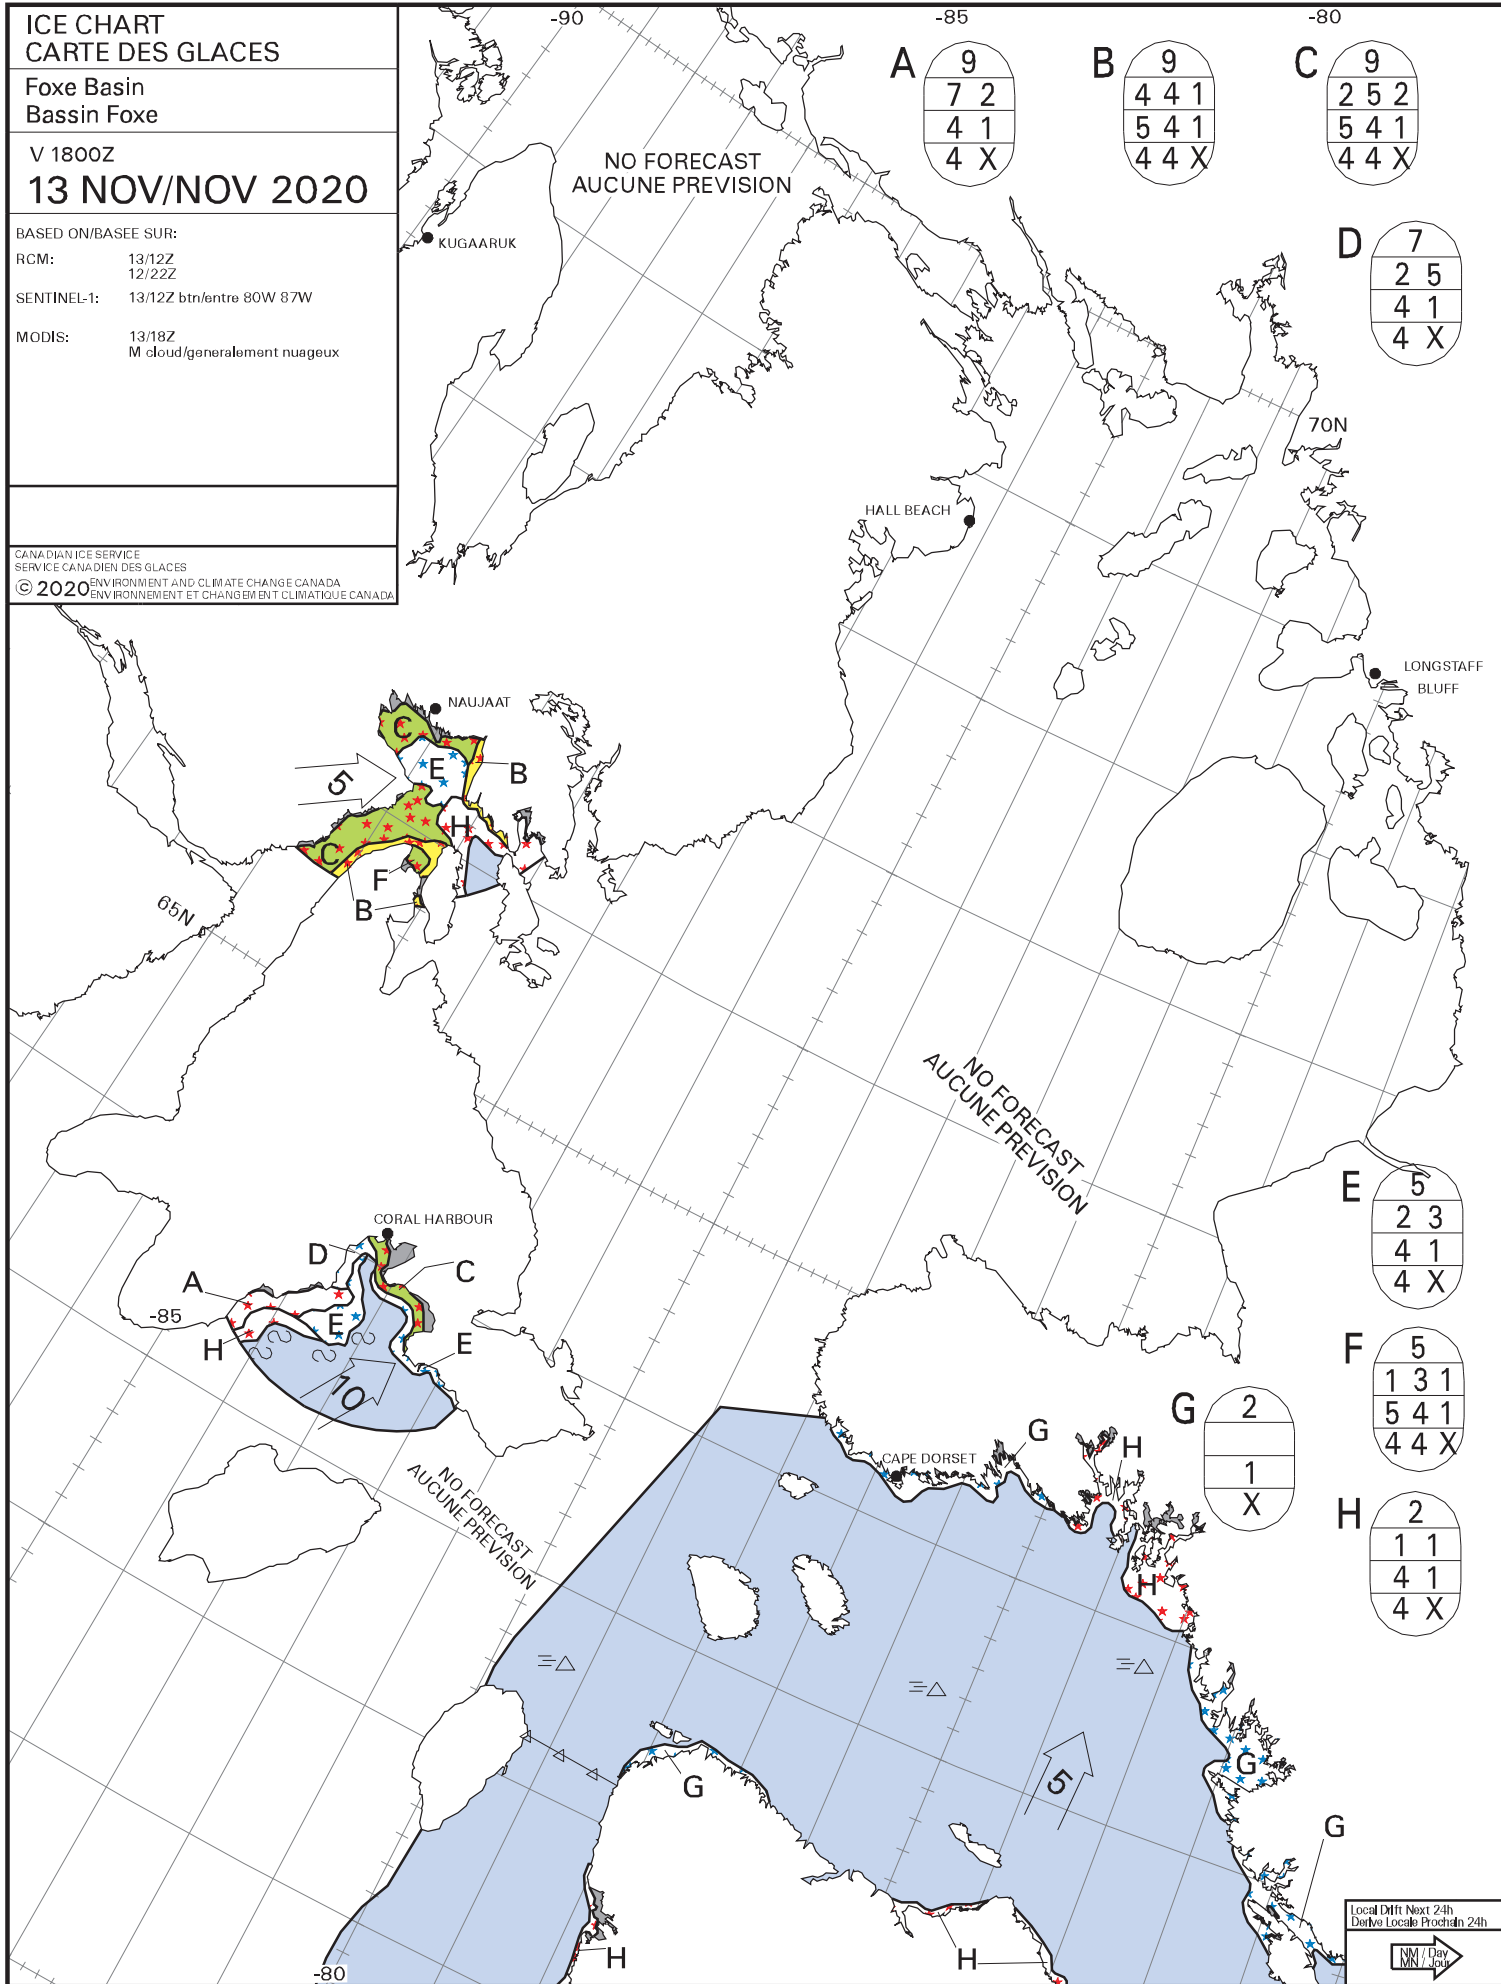 ICE CHART
CARTE DES GLACES
Foxe Basin
Bassin Foxe
V 1800Z
13 NOV/NOV 2020
BASED ON/BASEE SUR:
RCM: 13/12Z
12/22Z
SENTINEL-1: 13/12Z btn/entre 80W 87W
MODIS: 13/18Z
M cloud/generalement nuageux
CANADIAN ICE SERVICE
SERVICE CANADIEN DES GLACES
© 2020 ENVIRONMENT AND CLIMATE CHANGE CANADA
ENVIRONNEMENT ET CHANGEMENT CLIMATIQUE CANADA
-90
-85
-80
A
9
7 2
4 1
4 X
B
9
4 4 1
5 4 1
4 4 X
C
9
2 5 2
5 4 1
4 4 X
D
7
2 5
4 1
4 X
NO FORECAST
AUCUNE PREVISION
KUGAARUK
70N
HALL BEACH
LONGSTAFF
BLUFF
NAUJAAT
C
E
B
5
H
C
F
B
65N
NO FORECAST
AUCUNE PREVISION
E
5
2 3
4 1
4 X
CORAL HARBOUR
D
C
A
E
-85
H
E
10
F
5
1 3 1
5 4 1
4 4 X
G
2
1
X
H
2
1 1
4 1
4 X
NO FORECAST
AUCUNE PREVISION
CAPE DORSET
G
H
H
G
G
5
G
H
H
-80
Local Drift Next 24h
Derive Locale Prochain 24h
NM / Day
MN / Jour